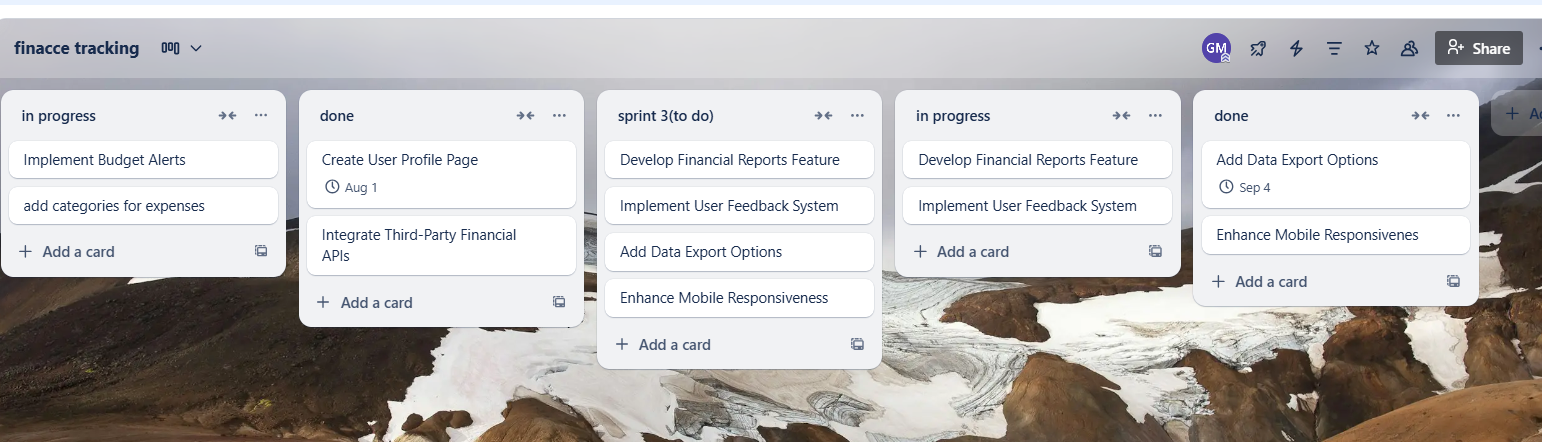 finacce tracking
GM
Share
in progress
Implement Budget Alerts
add categories for expenses
Add a card
done
Create User Profile Page
Aug 1
Integrate Third-Party Financial
APIs
Add a card
sprint 3(to do)
Develop Financial Reports Feature
Implement User Feedback System
Add Data Export Options
Enhance Mobile Responsiveness
Add a card
in progress
Develop Financial Reports Feature
Implement User Feedback System
Add a card
done
Add Data Export Options
Sep 4
Enhance Mobile Responsivenes
Add a card